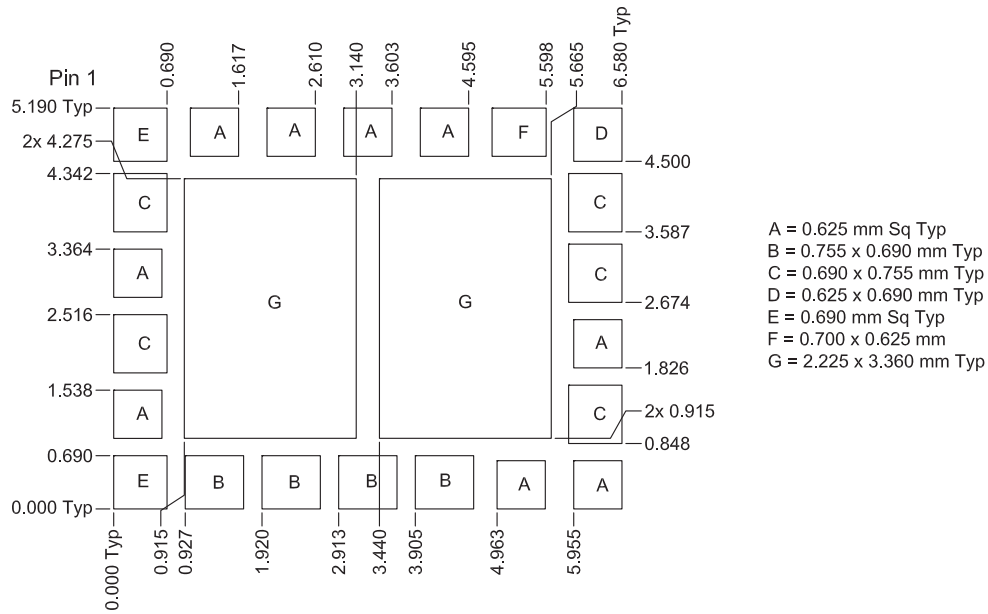 0.690
1.617
2.610
3.140
3.603
4.595
5.598
5.665
6.580 Typ
Pin 1
5.190 Typ
E
A
A
A
A
F
D
2x 4.275
4.500
4.342
C
C
3.587
A = 0.625 mm Sq Typ
B = 0.755 x 0.690 mm Typ
C = 0.690 x 0.755 mm Typ
D = 0.625 x 0.690 mm Typ
E = 0.690 mm Sq Typ
F = 0.700 x 0.625 mm
G = 2.225 x 3.360 mm Typ
3.364
A
C
G
G
2.674
2.516
C
A
1.826
1.538
A
C
2x 0.915
0.848
0.690
E
B
B
B
B
A
A
0.000 Typ
0.000 Typ
0.915
0.927
1.920
2.913
3.440
3.905
4.963
5.955